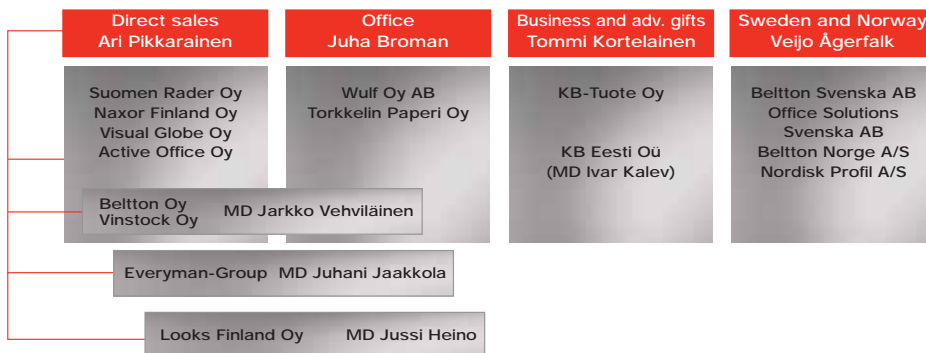 Direct sales
Ari Pikkarainen
Office
Juha Broman
Business and adv. gifts
Tommi Kortelainen
Sweden and Norway
Veijo Ågerfalk
Suomen Rader Oy
Naxor Finland Oy
Visual Globe Oy
Active Office Oy
Wulf Oy AB
Torkkelin Paperi Oy
KB-Tuote Oy
KB Eesti Oü
(MD Ivar Kalev)
Beltton Svenska AB
Office Solutions
Svenska AB
Beltton Norge A/S
Nordisk Profil A/S
Beltton Oy
Vinstock Oy
MD Jarkko Vehviläinen
Everyman-Group MD Juhani Jaakkola
Looks Finland Oy MD Jussi Heino